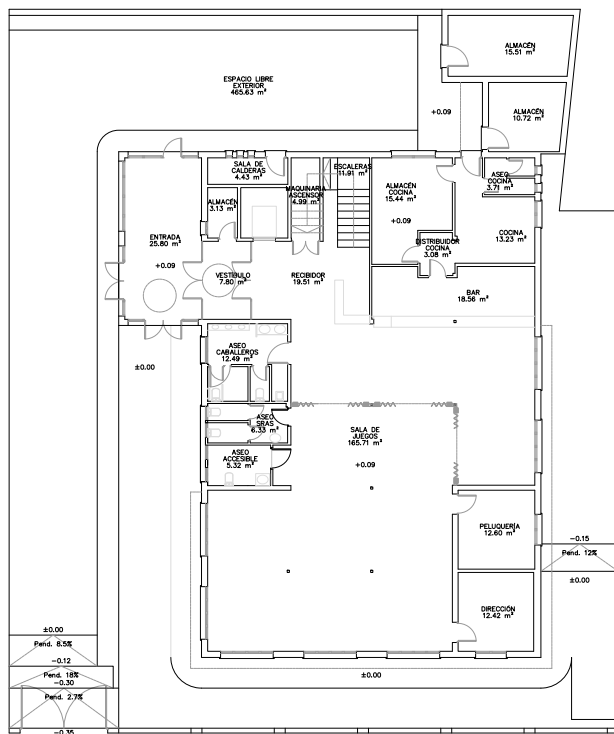 ALMACÉN
15.51 m²
ESPACIO LIBRE
EXTERIOR
465.63 m²
+0.09
ALMACÉN
10.72 m²
SALA DE
CALDERAS
4.43 m²
ESCALERAS
11.91 m²
MAQUINARIA
ASCENSOR
4.99 m²
ALMACÉN
COCINA
15.44 m²
+0.09
ASEO
COCINA
3.71 m²
ALMACÉN
3.13 m²
ENTRADA
25.80 m²
+0.09
COCINA
13.23 m²
DISTRIBUIDOR
COCINA
3.08 m²
VESTÍBULO
7.80 m²
RECIBIDOR
19.51 m²
BAR
18.56 m²
ASEO
CABALLEROS
12.49 m²
±0.00
ASEO
SRAS
6.33 m²
SALA DE
JUEGOS
165.71 m²
+0.09
ASEO
ACCESIBLE
5.32 m²
PELUQUERÍA
12.60 m²
-0.15
Pend. 12%
±0.00
DIRECCIÓN
12.42 m²
±0.00
Pend. 6.5%
-0.12
Pend. 18%
-0.30
Pend. 2.7%
-0.35
±0.00